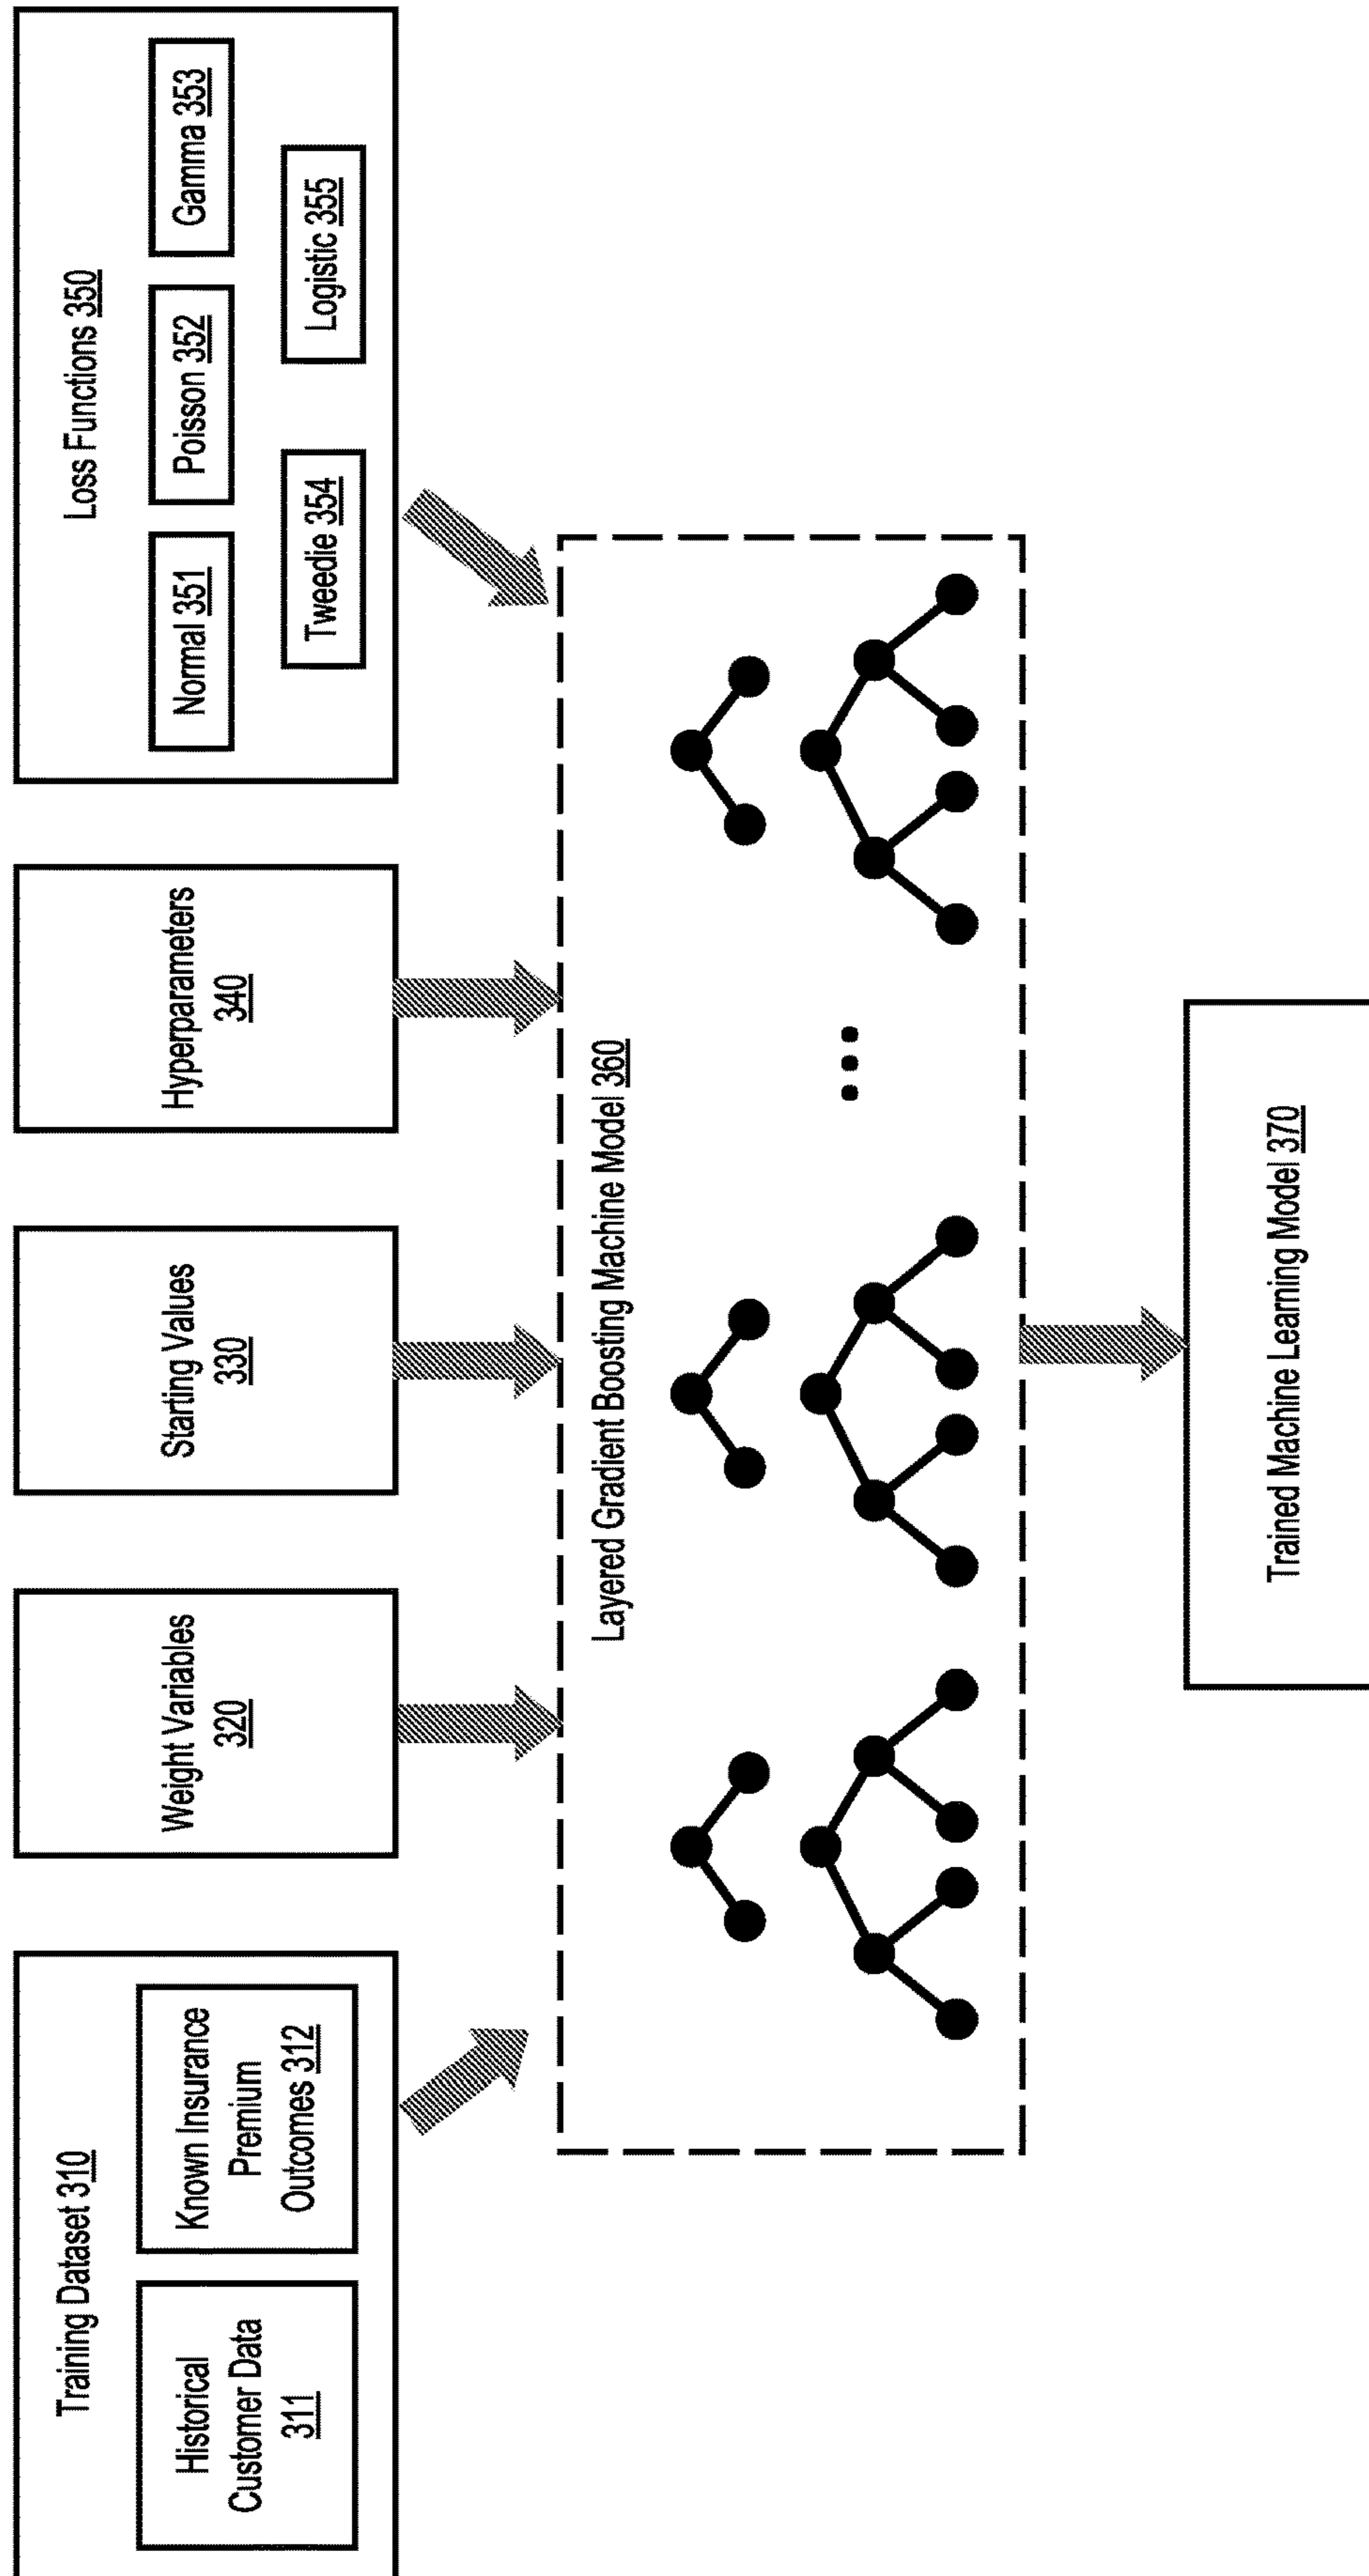 Training Dataset 310
Historical
Customer Data
311
Known Insurance
Premium
Outcomes 312
Weight Variables
320
Starting Values
330
Hyperparameters
340
Loss Functions 350
Normal 351
Poisson 352
Gamma 353
Tweedie 354
Logistic 355
Layered Gradient Boosting Machine Model 360
Trained Machine Learning Model 370